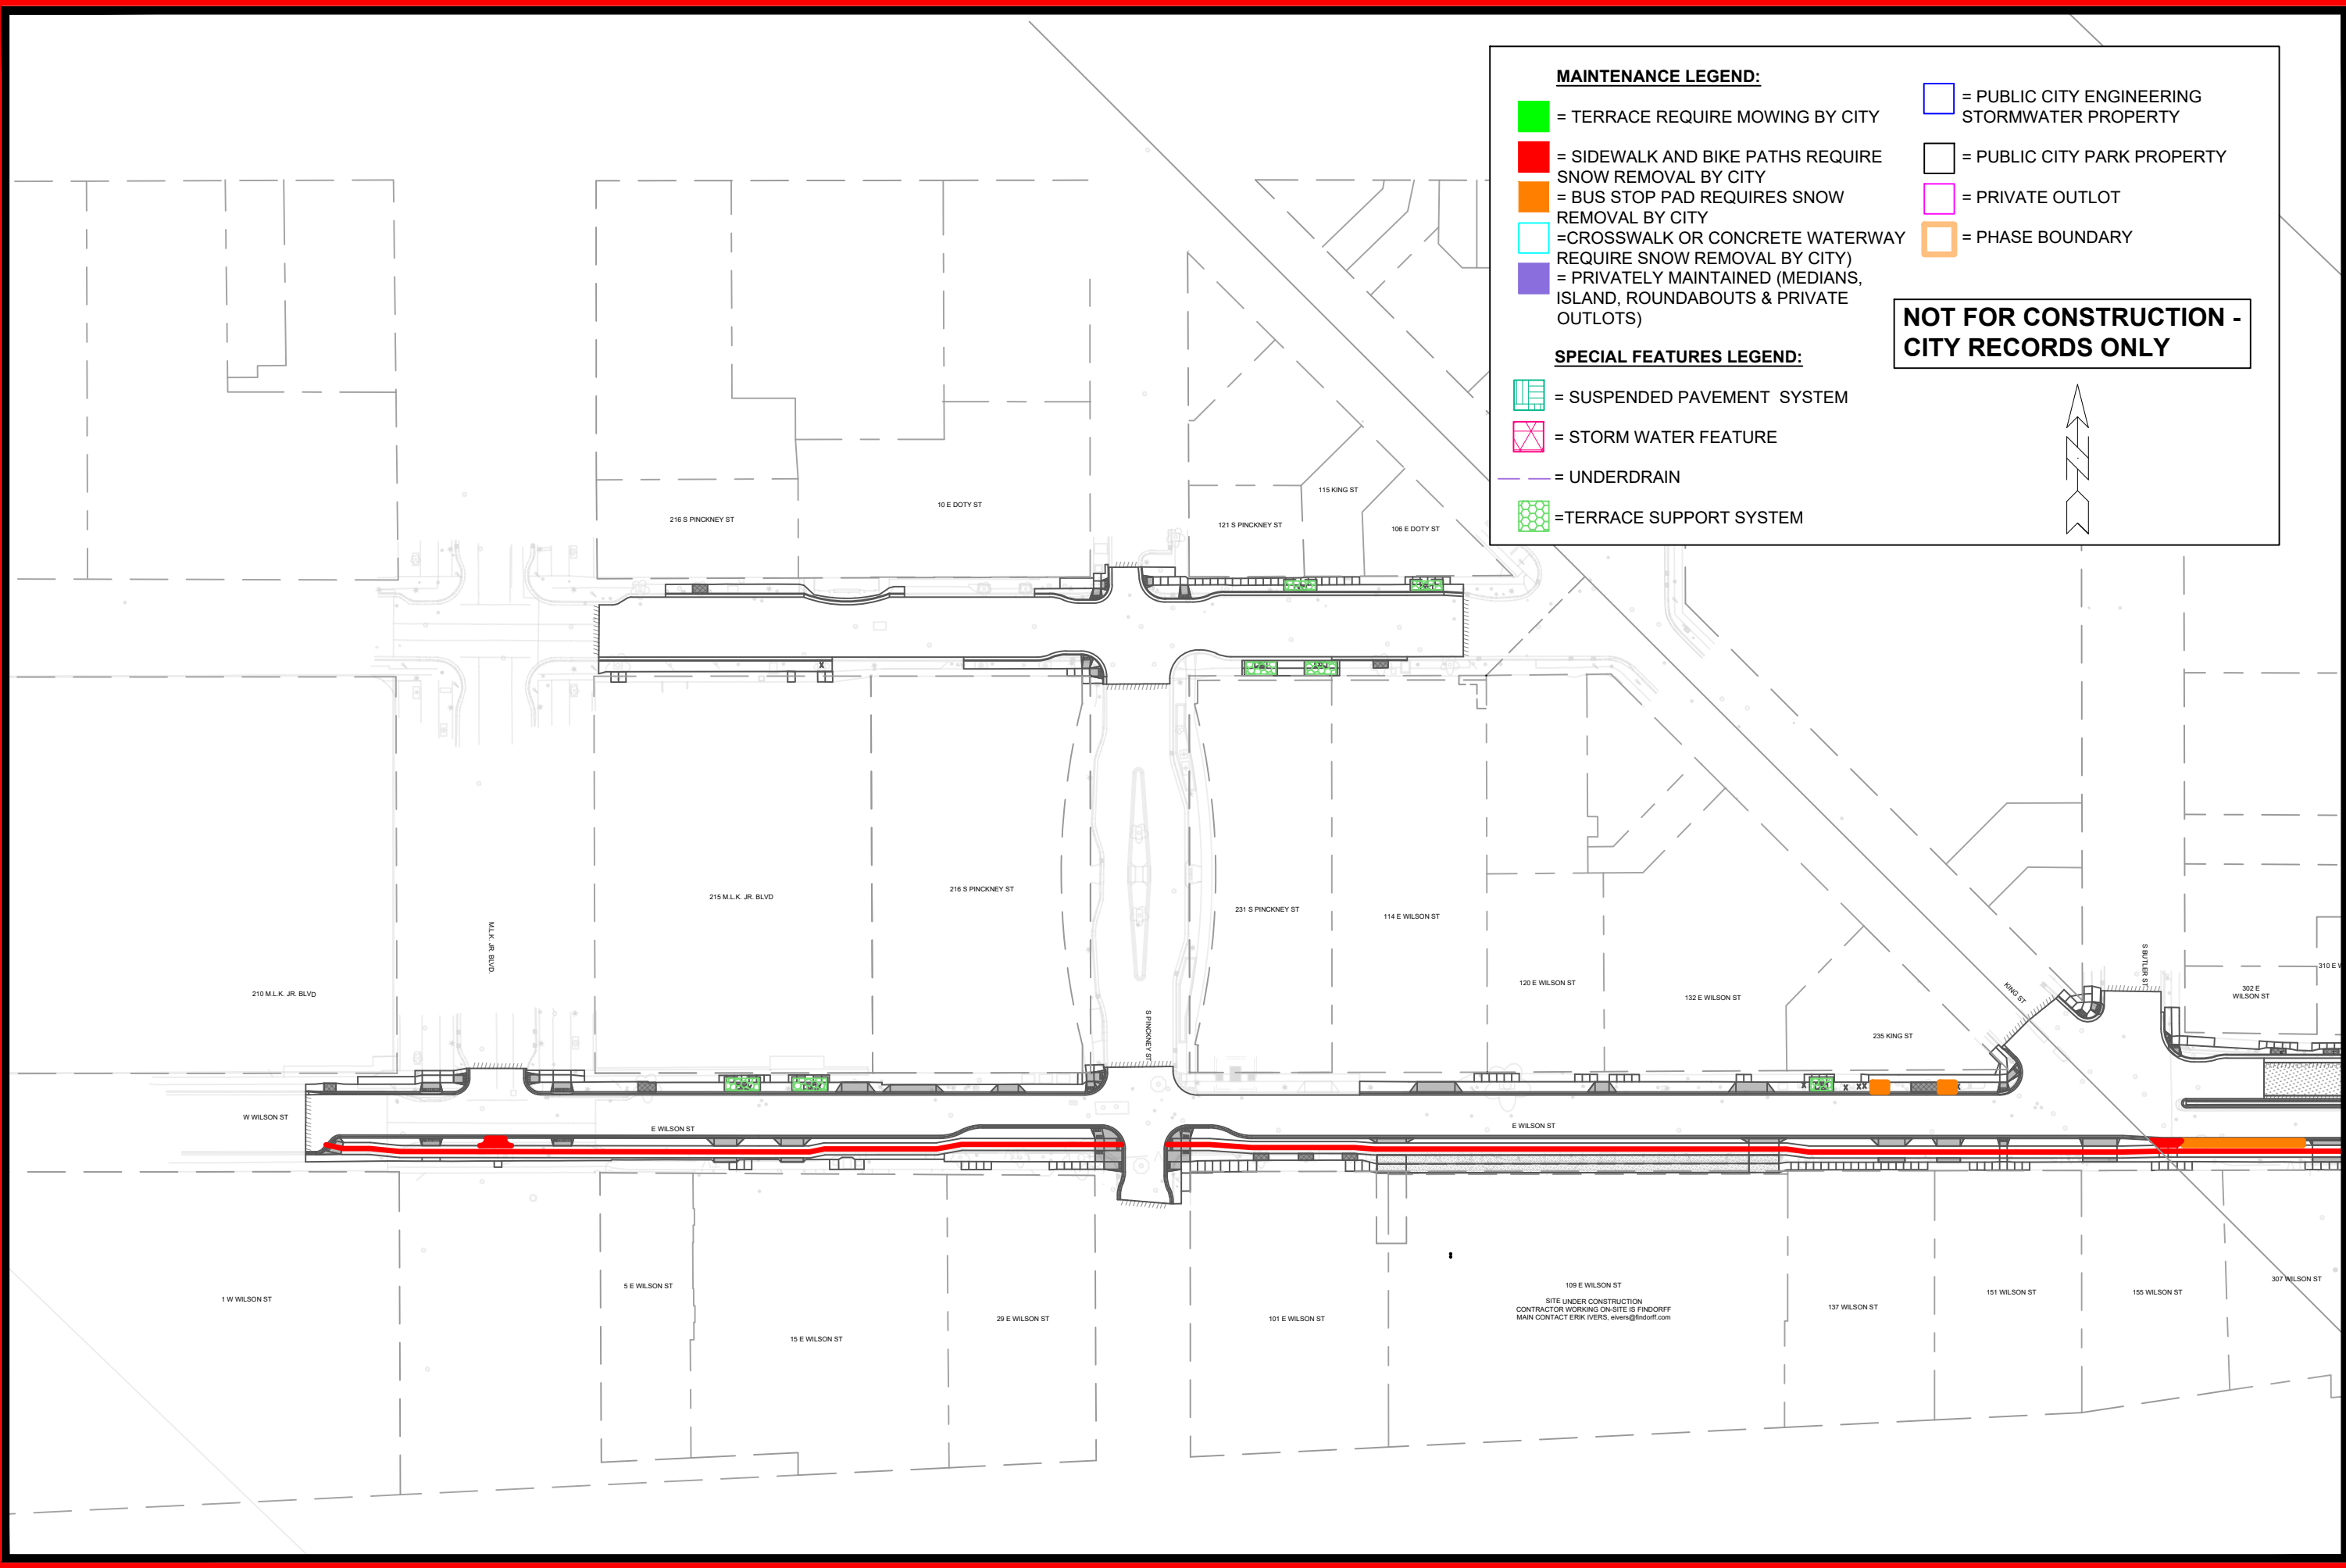 MAINTENANCE LEGEND:
= TERRACE REQUIRE MOWING BY CITY
= SIDEWALK AND BIKE PATHS REQUIRE
SNOW REMOVAL BY CITY
= BUS STOP PAD REQUIRES SNOW
REMOVAL BY CITY
=CROSSWALK OR CONCRETE WATERWAY
REQUIRE SNOW REMOVAL BY CITY)
= PRIVATELY MAINTAINED (MEDIANS,
ISLAND, ROUNDABOUTS & PRIVATE
OUTLOTS)
= PUBLIC CITY ENGINEERING
STORMWATER PROPERTY
= PUBLIC CITY PARK PROPERTY
= PRIVATE OUTLOT
= PHASE BOUNDARY
NOT FOR CONSTRUCTION -
CITY RECORDS ONLY
SPECIAL FEATURES LEGEND:
= SUSPENDED PAVEMENT SYSTEM
= STORM WATER FEATURE
= UNDERDRAIN
=TERRACE SUPPORT SYSTEM
N
216 S PINCKNEY ST
10 E DOTY ST
121 S PINCKNEY ST
115 KING ST
106 E DOTY ST
215 M.L.K. JR. BLVD
216 S PINCKNEY ST
231 S PINCKNEY ST
114 E WILSON ST
M.L.K. JR. BLVD.
210 M.L.K. JR. BLVD
S PINCKNEY ST
120 E WILSON ST
132 E WILSON ST
235 KING ST
KING ST
S BUTLER ST
302 E
WILSON ST
310 E W
W WILSON ST
E WILSON ST
E WILSON ST
1 W WILSON ST
5 E WILSON ST
15 E WILSON ST
29 E WILSON ST
101 E WILSON ST
109 E WILSON ST
SITE UNDER CONSTRUCTION
CONTRACTOR WORKING ON-SITE IS FINDORFF
MAIN CONTACT ERIK IVERS, eivers@findorff.com
137 WILSON ST
151 WILSON ST
155 WILSON ST
307 WILSON ST